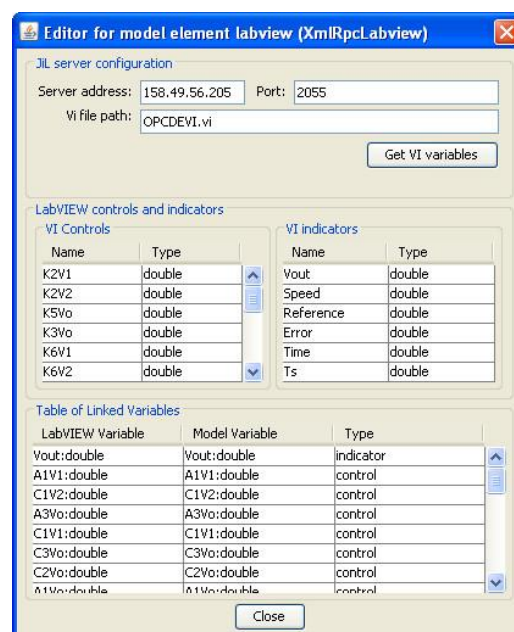 Editor for model element labview (XmlRpcLabview)
JiL server configuration
Server address: 158.49.56.205 Port: 2055
Vi file path: OPCDEVI.vi
Get VI variables
LabVIEW controls and indicators
VI Controls VI indicators
Name Type Name Type
K2V1 double Vout double
K2V2 double Speed double
K5Vo double Reference double
K3Vo double Error double
K6V1 double Time double
K6V2 double Ts double
Table of Linked Variables
LabVIEW Variable Model Variable Type
Vout:double Vout:double indicator
A1V1:double A1V1:double control
C1V2:double C1V2:double control
A3Vo:double A3Vo:double control
C1V1:double C1V1:double control
C3Vo:double C3Vo:double control
C2Vo:double C2Vo:double control
A1Vo:double A1Vo:double control
Close